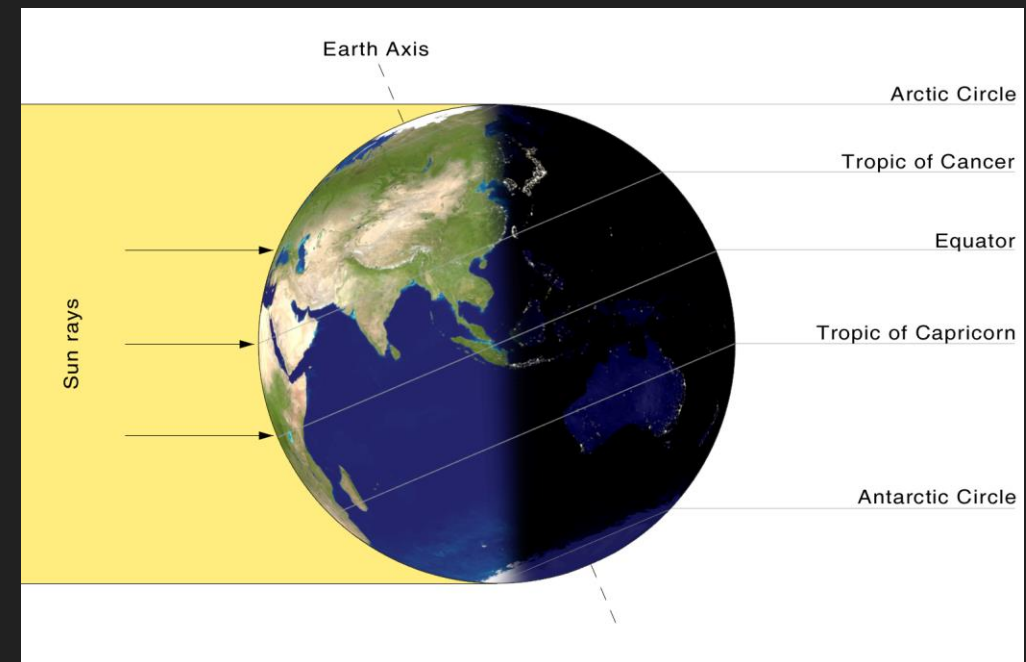 Earth Axis
Arctic Circle
Tropic of Cancer
Equator
Sun rays
Tropic of Capricorn
Antarctic Circle